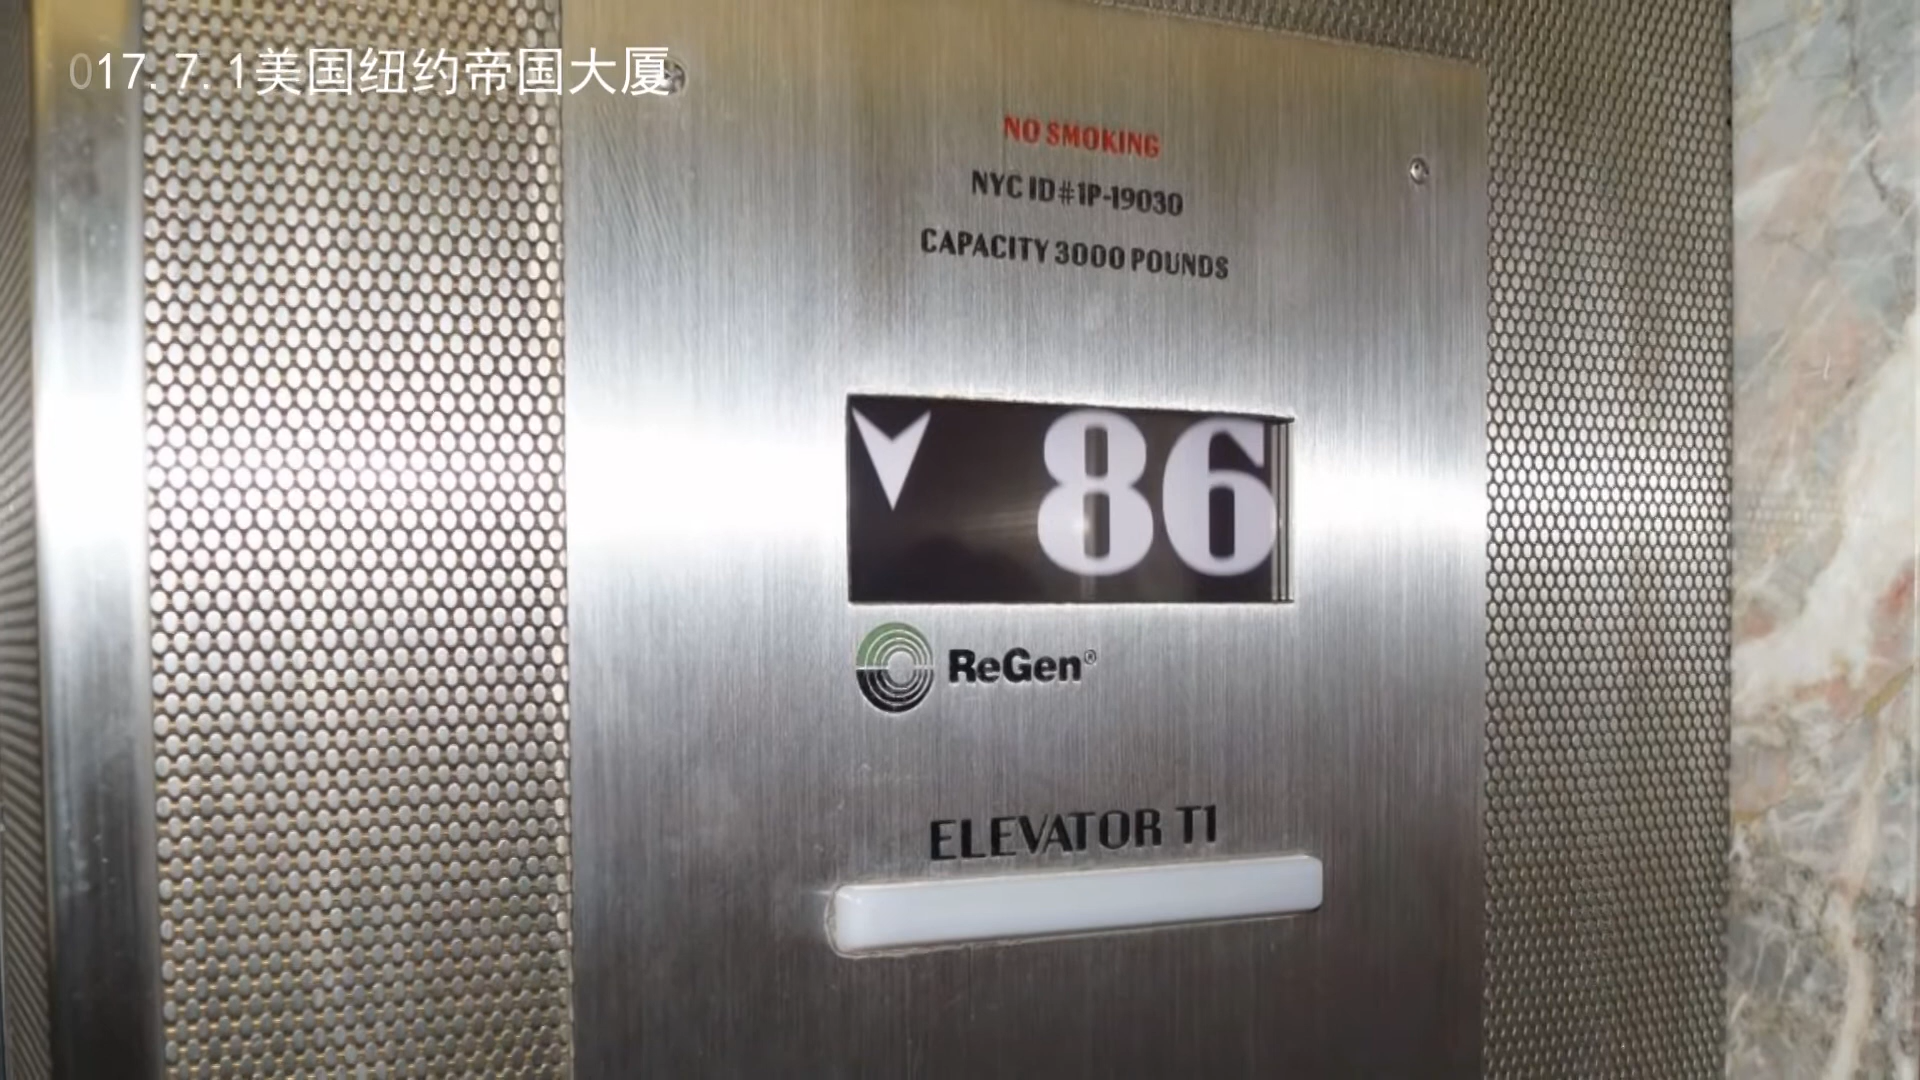 017.7.1美国纽约帝国大厦
NO SMOKING
NYC ID#1P-19030
CAPACITY 3000 POUNDS
86
ReGen®
ELEVATOR T1